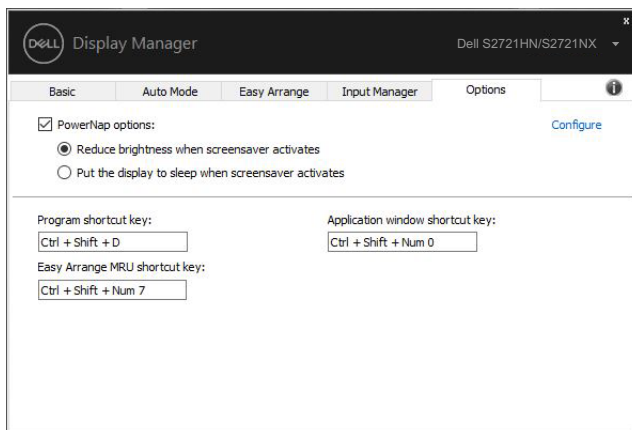 x
DELL Display Manager
Dell S2721HN/S2721NX
Basic Auto Mode Easy Arrange Input Manager Options i
PowerNap options: Configure
Reduce brightness when screensaver activates
Put the display to sleep when screensaver activates
Program shortcut key: Application window shortcut key:
Ctrl + Shift + D Ctrl + Shift + Num 0
Easy Arrange MRU shortcut key:
Ctrl + Shift + Num 7